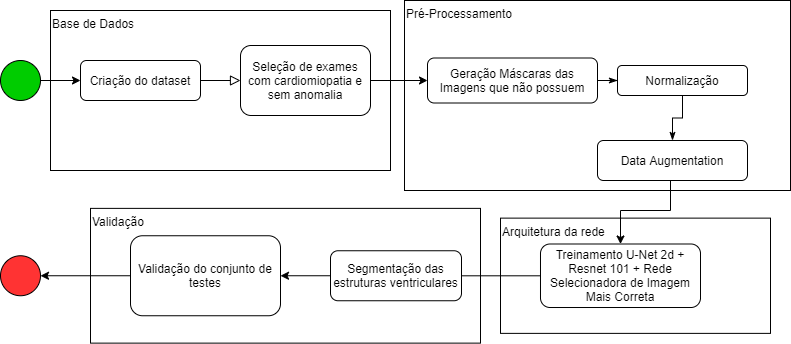 Base de Dados
Criação do dataset
Seleção de exames
com cardiomiopatia e
sem anomalia
Pré-Processamento
Geração Máscaras das
Imagens que não possuem
Normalização
Data Augmentation
Arquitetura da rede
Treinamento U-Net 2d +
Resnet 101 + Rede
Selecionadora de Imagem
Mais Correta
Validação
Segmentação das
estruturas ventriculares
Validação do conjunto de
testes